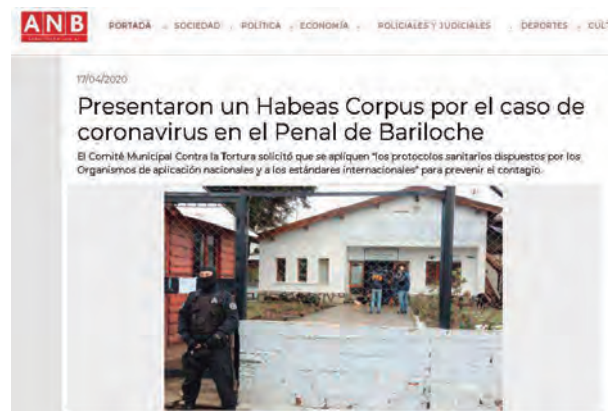 ANB
PORTADA . SOCIEDAD . POLÍTICA . ECONOMÍA . POLICIALES Y JUDICIALES . DEPORTES . CULT
17/04/2020
Presentaron un Habeas Corpus por el caso de
coronavirus en el Penal de Bariloche
El Comité Municipal Contra la Tortura solicitó que se apliquen "los protocolos sanitarios dispuestos por los
Organismos de aplicación nacionales y a los estándares internacionales" para prevenir el contagio.